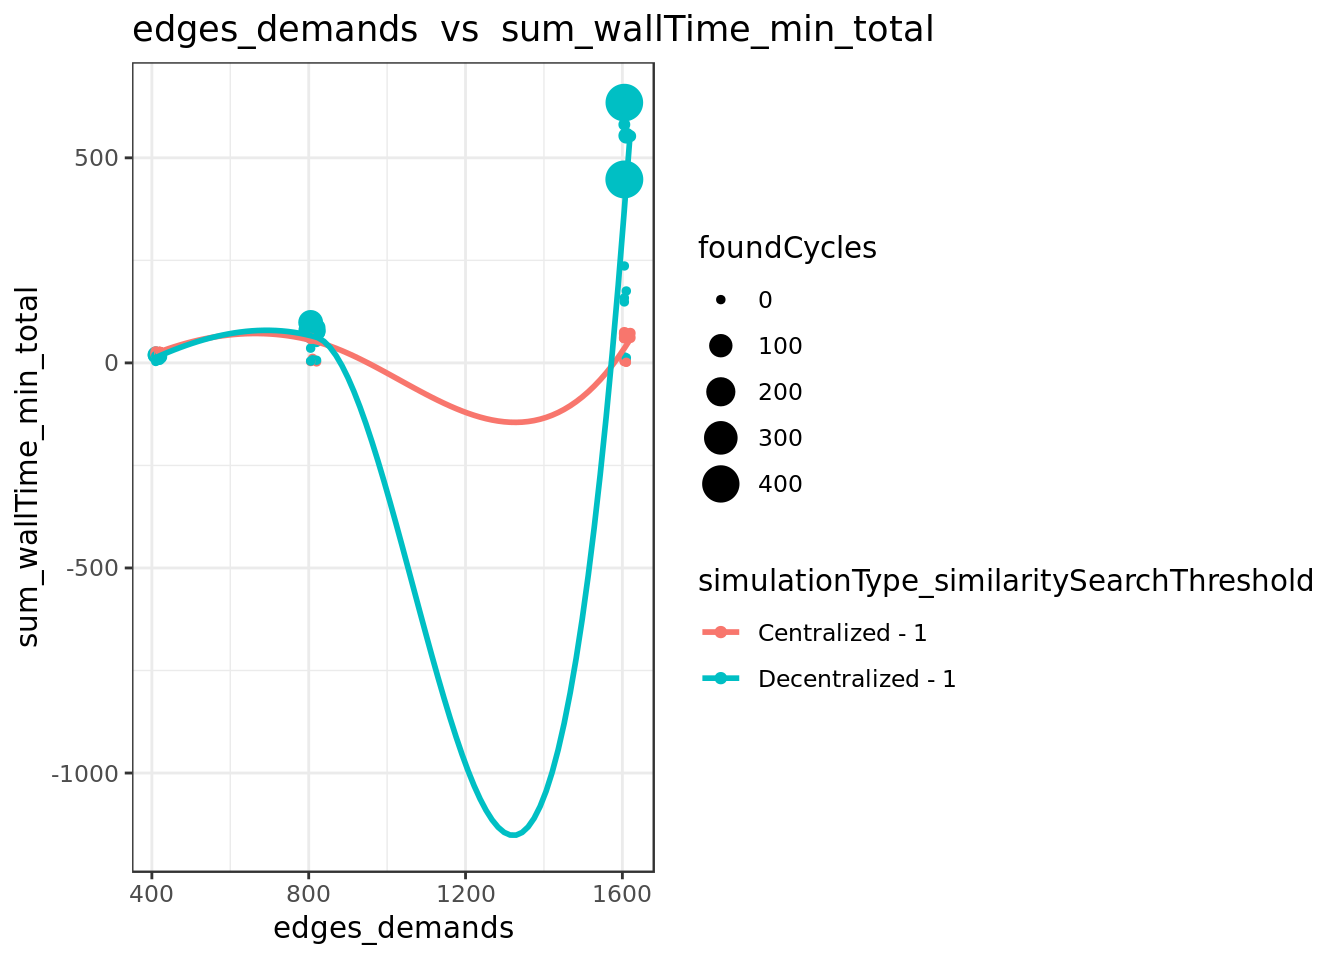 edges_demands vs sum_wallTime_min_total
sum_wallTime_min_total
500
0
-500
-1000
400 800 1200 1600
edges_demands
foundCycles
0
100
200
300
400
simulationType_similaritySearchThreshold
Centralized - 1
Decentralized - 1